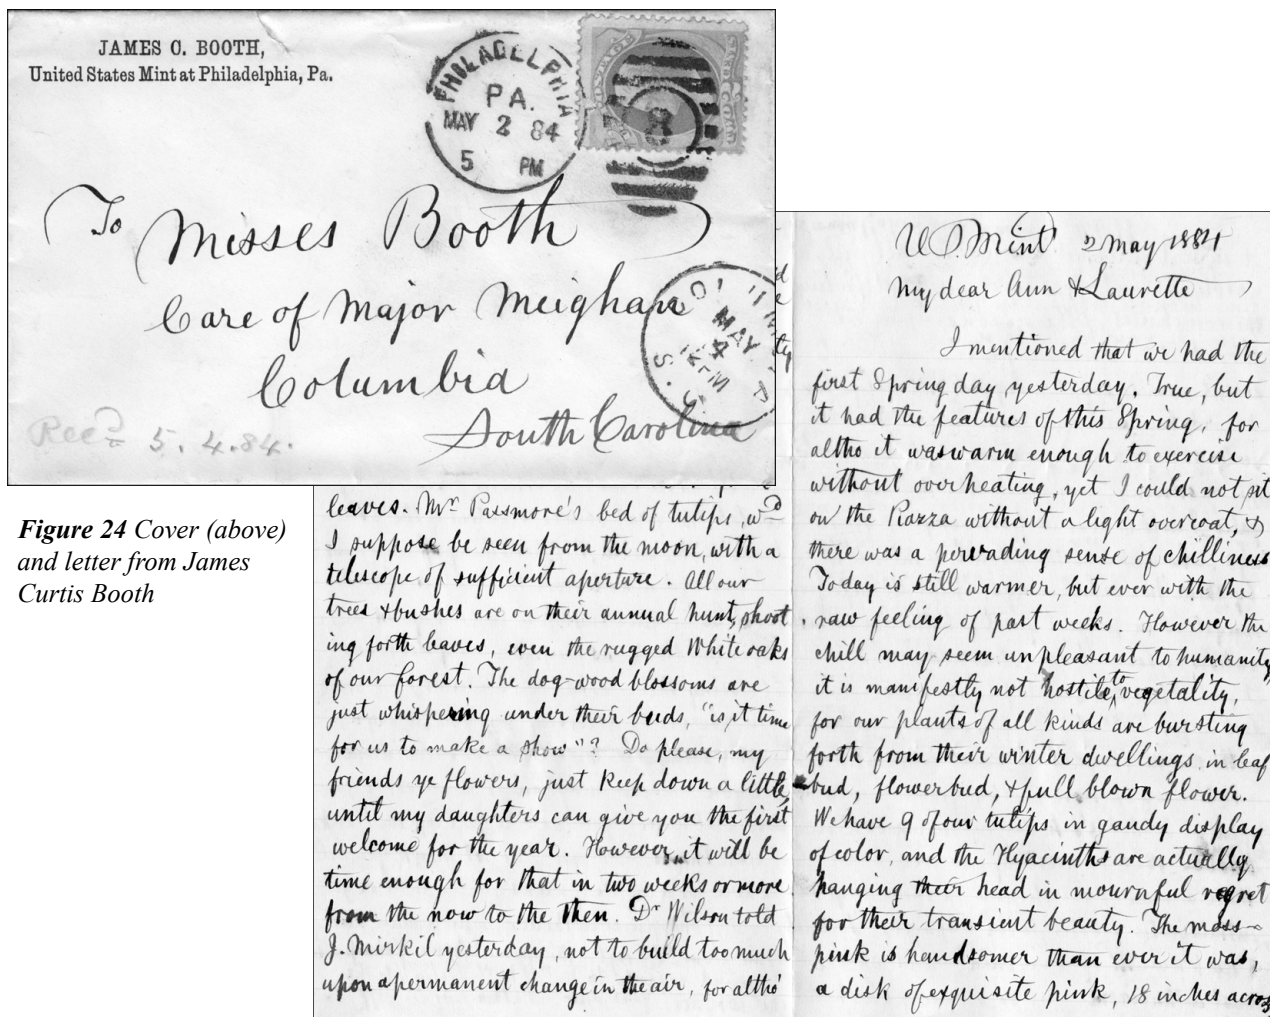 JAMES C. BOOTH,
United States Mint at Philadelphia, Pa.
PHILADELPHIA
PA.
MAY 2 84
5 PM
8
To Misses Booth
Care of Major Meighan
Columbia
South Carolina
MAY
4
12 PM
S. C.
Recd 5.4.84.
Figure 24 Cover (above)
and letter from James
Curtis Booth
U S. Mint 2 May 1884
My dear Ann & Laurette
I mentioned that we had the
first Spring day yesterday. True, but
it had the features of this Spring, for
altho it was warm enough to exercise
without overheating, yet I could not sit
on the Piazza without a light overcoat, &
there was a pervading sense of chilliness
Today is still warmer, but ever with the
raw feeling of past weeks. However the
chill may seem unpleasant to humanity,
it is manifestly not hostile to vegetality,
for our plants of all kinds are bursting
forth from their winter dwellings in leaf
bud, flowerbud, & full blown flower.
We have 9 of our tulips in gaudy display
of color, and the Hyacinths are actually
hanging their head in mournful regret
for their transient beauty. The moss-
pink is handsomer than ever it was,
a disk of exquisite pink, 18 inches across
leaves. Mr. Passmore's bed of tulips, wd
I suppose be seen from the moon, with a
telescope of sufficient aperture. All our
trees & bushes are on their annual hunt, shoot
ing forth leaves, even the rugged White oaks
of our forest. The dog-wood blossoms are
just whispering under their buds, "is it time
for us to make a show"? Do please, my
friends ye flowers, just keep down a little,
until my daughters can give you the first
welcome for the year. However, it will be
time enough for that in two weeks or more
from the now to the then. Dr Wilson told
J. Mirkil yesterday, not to build too much
upon a permanent change in the air, for altho'